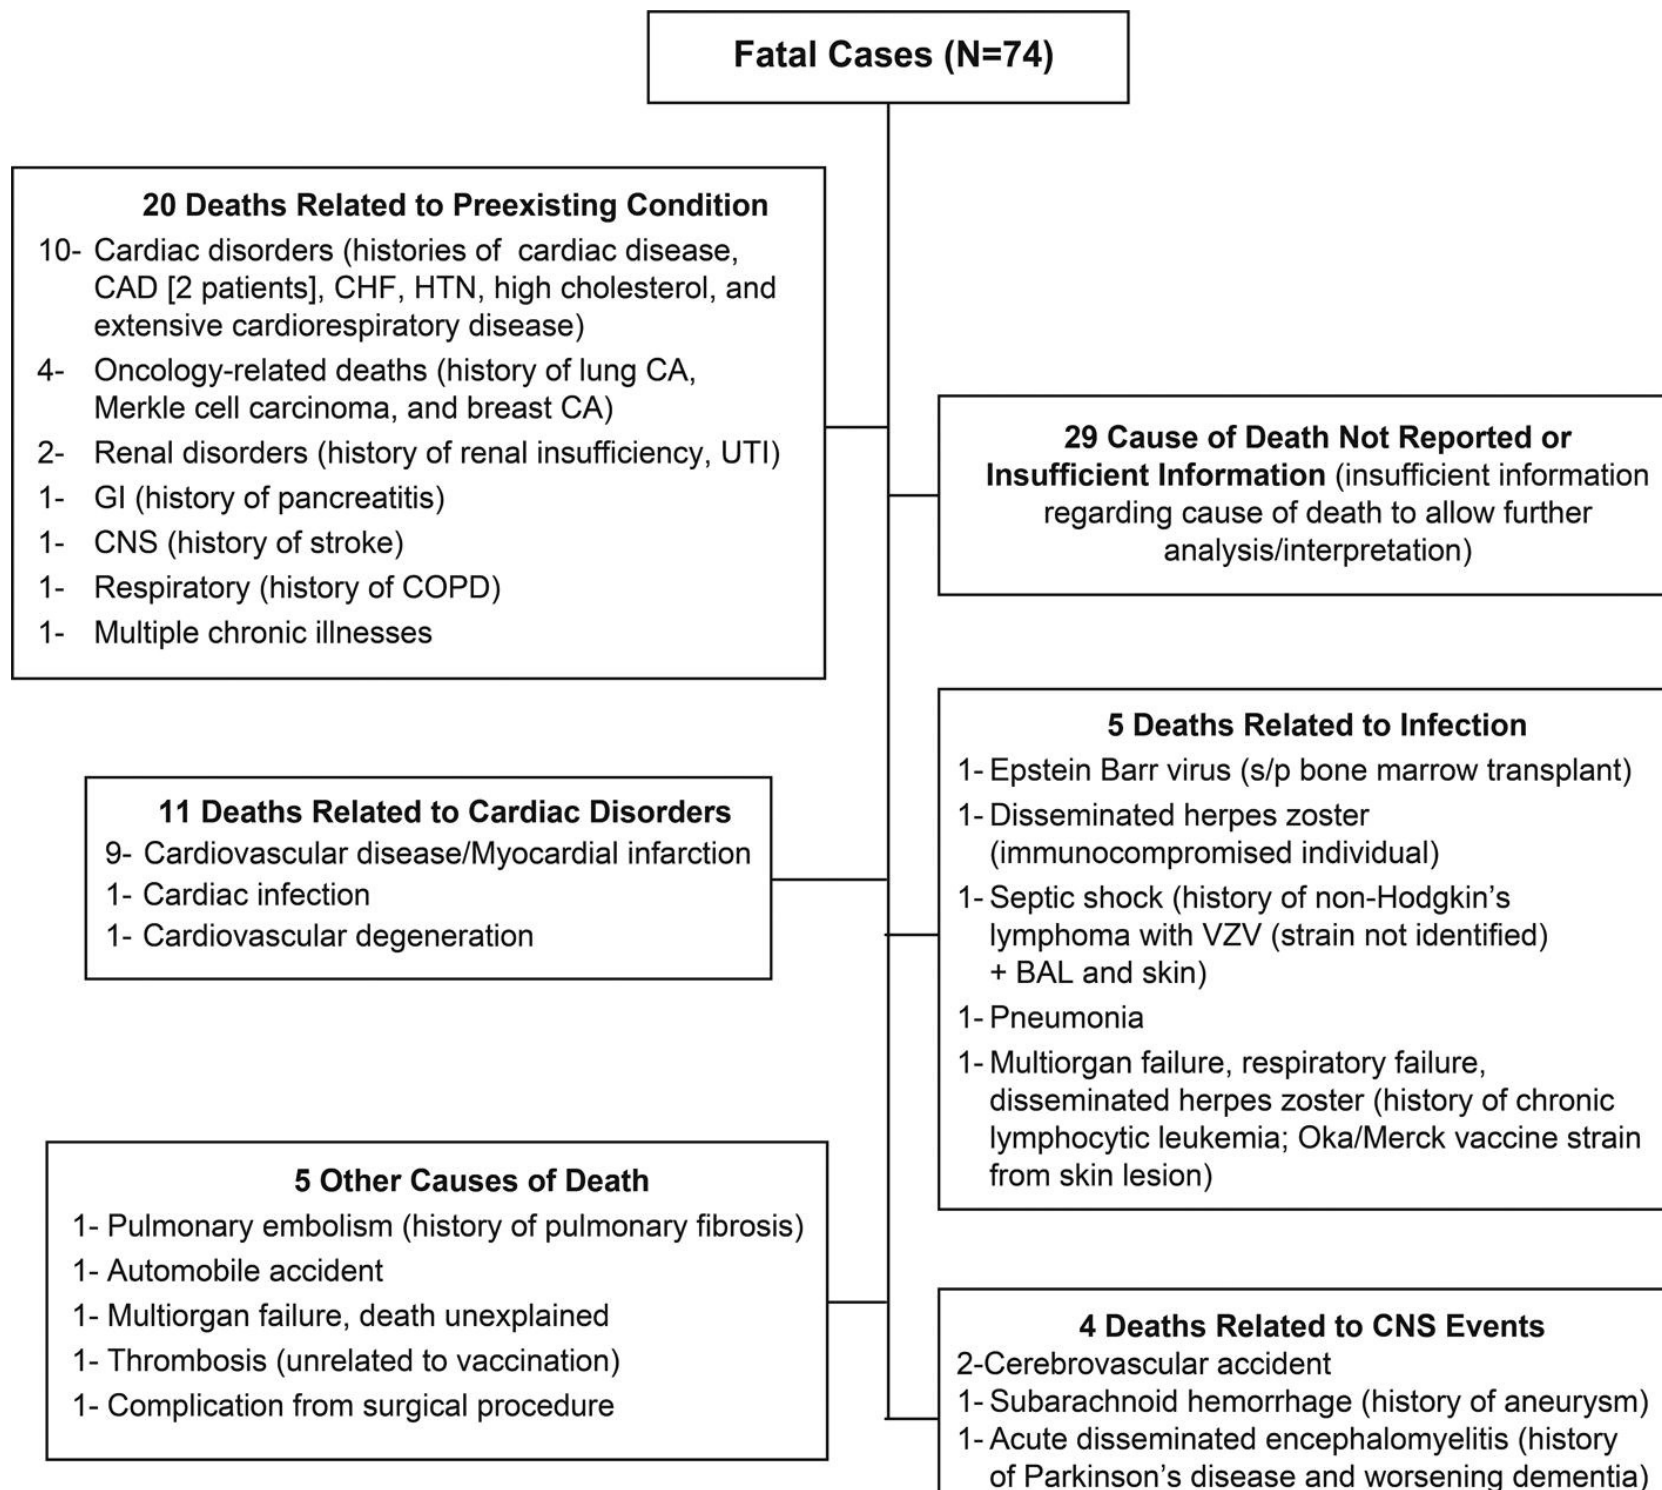 Fatal Cases (N=74)
20 Deaths Related to Preexisting Condition
10- Cardiac disorders (histories of cardiac disease,
CAD [2 patients], CHF, HTN, high cholesterol, and
extensive cardiorespiratory disease)
4- Oncology-related deaths (history of lung CA,
Merkle cell carcinoma, and breast CA)
2- Renal disorders (history of renal insufficiency, UTI)
1- GI (history of pancreatitis)
1- CNS (history of stroke)
1- Respiratory (history of COPD)
1- Multiple chronic illnesses
29 Cause of Death Not Reported or
Insufficient Information (insufficient information
regarding cause of death to allow further
analysis/interpretation)
11 Deaths Related to Cardiac Disorders
9- Cardiovascular disease/Myocardial infarction
1- Cardiac infection
1- Cardiovascular degeneration
5 Deaths Related to Infection
1- Epstein Barr virus (s/p bone marrow transplant)
1- Disseminated herpes zoster
(immunocompromised individual)
1- Septic shock (history of non-Hodgkin’s
lymphoma with VZV (strain not identified)
+ BAL and skin)
1- Pneumonia
1- Multiorgan failure, respiratory failure,
disseminated herpes zoster (history of chronic
lymphocytic leukemia; Oka/Merck vaccine strain
from skin lesion)
5 Other Causes of Death
1- Pulmonary embolism (history of pulmonary fibrosis)
1- Automobile accident
1- Multiorgan failure, death unexplained
1- Thrombosis (unrelated to vaccination)
1- Complication from surgical procedure
4 Deaths Related to CNS Events
2-Cerebrovascular accident
1- Subarachnoid hemorrhage (history of aneurysm)
1- Acute disseminated encephalomyelitis (history
of Parkinson’s disease and worsening dementia)